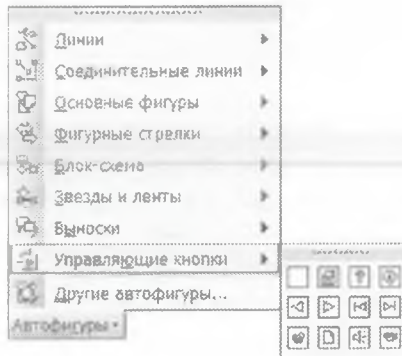 Линии
Соединительные линии
Основные фигуры
Фигурные стрелки
Блок-схема
Звезды и ленты
Выноски
Управляющие кнопки
Другие автофигуры...
Автофигуры